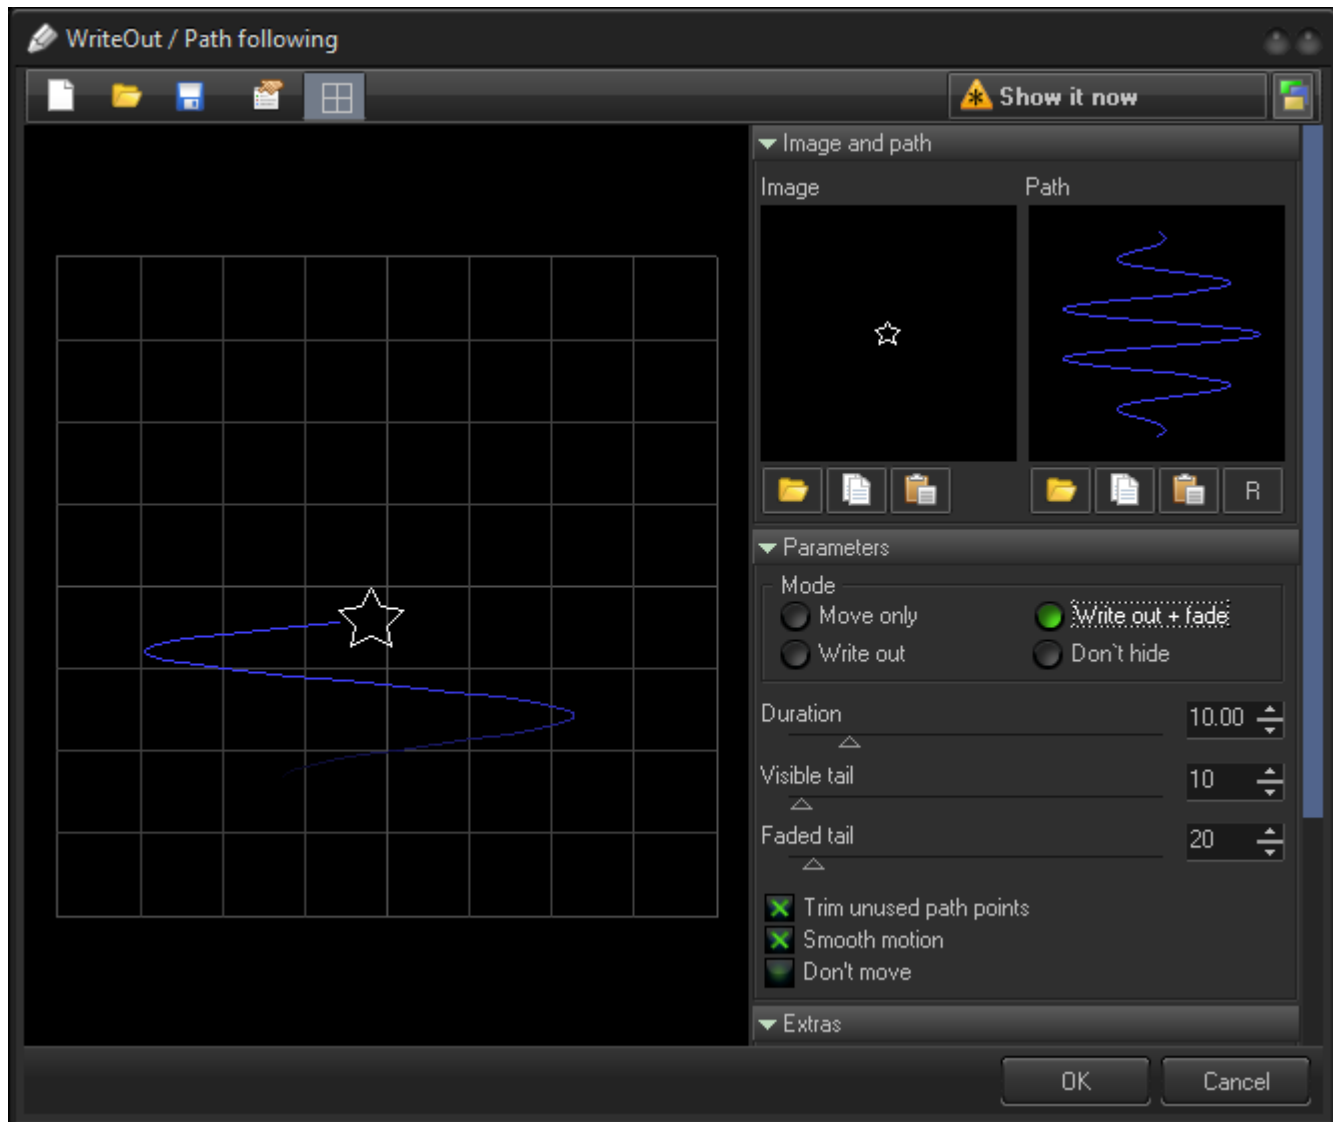 WriteOut / Path following
Show it now
Image and path
Image Path
R
Parameters
Mode
Move only Write out + fade
Write out Don`t hide
Duration 10.00
Visible tail 10
Faded tail 20
Trim unused path points
Smooth motion
Don't move
Extras
OK Cancel